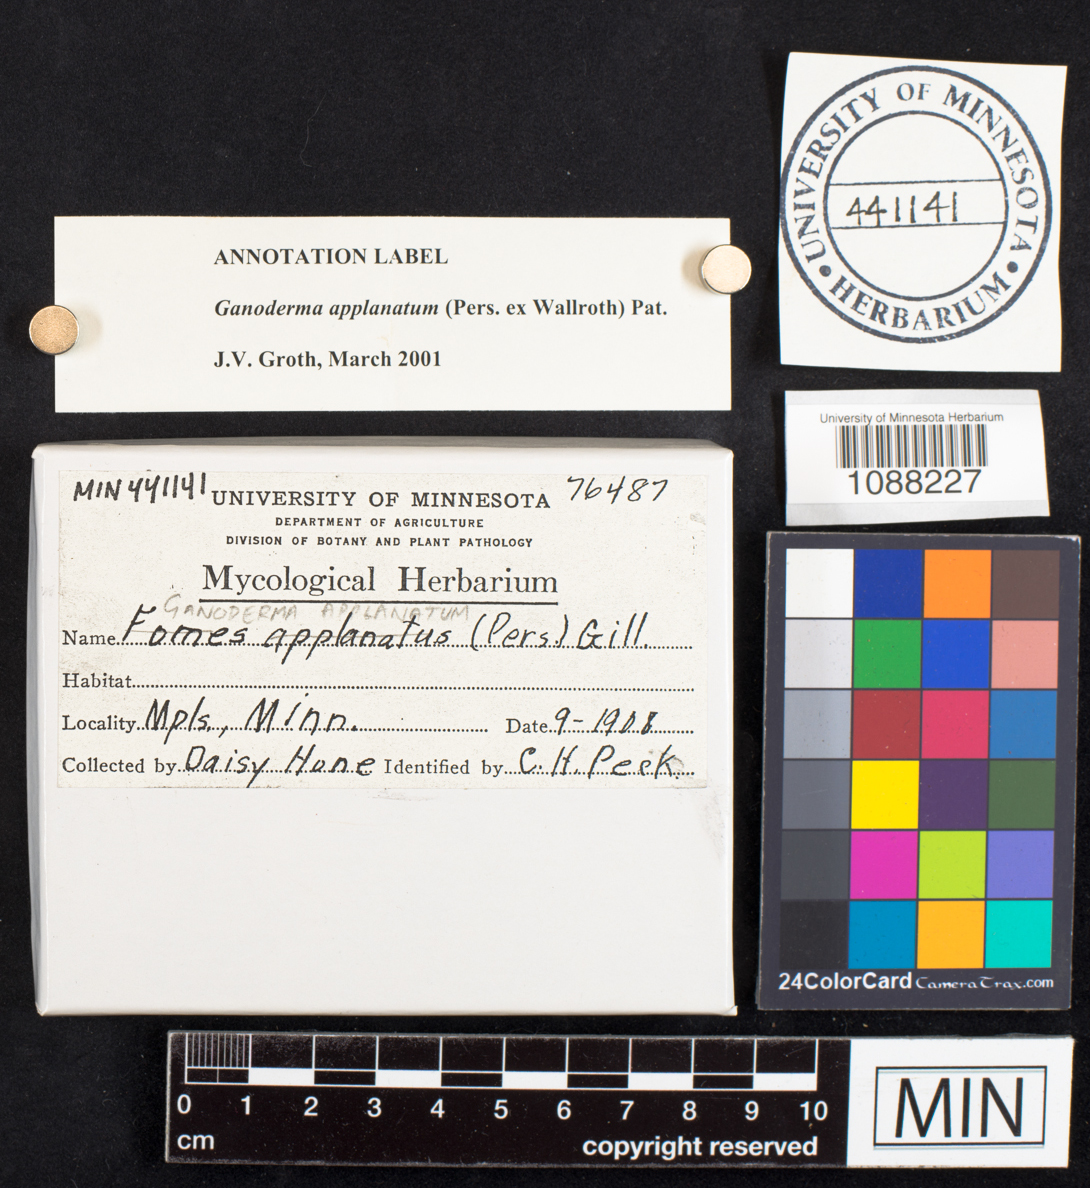 UNIVERSITY OF MINNESOTA
• HERBARIUM •
441141
ANNOTATION LABEL
Ganoderma applanatum (Pers. ex Wallroth) Pat.
J.V. Groth, March 2001
University of Minnesota Herbarium
1088227
MIN 441141 UNIVERSITY OF MINNESOTA 76487
DEPARTMENT OF AGRICULTURE
DIVISION OF BOTANY AND PLANT PATHOLOGY
Mycological Herbarium
GANODERMA APPLANATUM
Name Fomes applanatus (Pers.) Gill.
Habitat
Locality Mpls., Minn. Date 9-1908
Collected by Daisy Hone Identified by C. H. Peck
24ColorCard CameraTrax.com
0 1 2 3 4 5 6 7 8 9 10
cm
copyright reserved
MIN